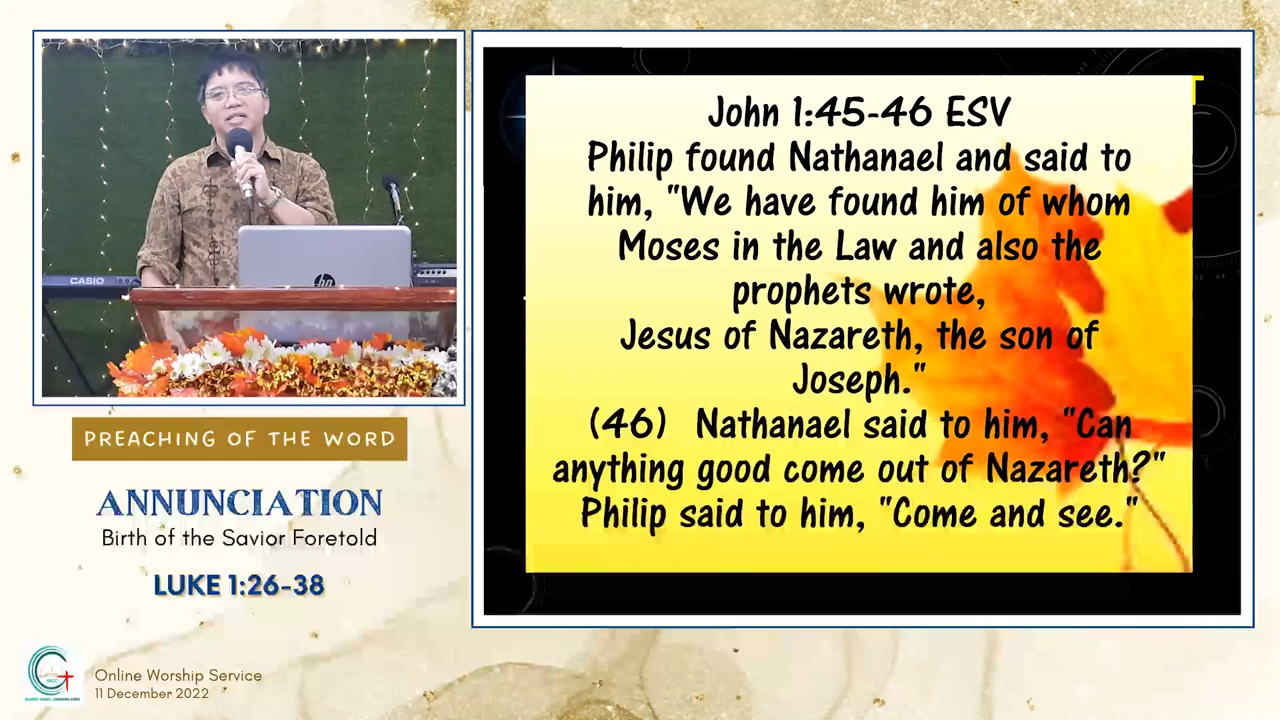 CASIO
hp
PREACHING OF THE WORD
ANNUNCIATION
Birth of the Savior Foretold
LUKE 1:26-38
Online Worship Service
11 December 2022
John 1:45-46 ESV
Philip found Nathanael and said to
him, "We have found him of whom
Moses in the Law and also the
prophets wrote,
Jesus of Nazareth, the son of
Joseph."
(46) Nathanael said to him, "Can
anything good come out of Nazareth?"
Philip said to him, "Come and see."